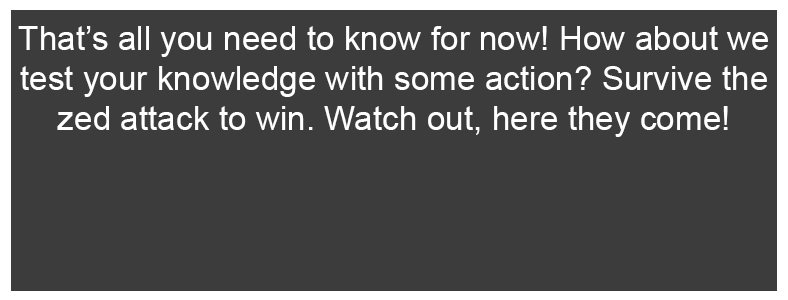 That’s all you need to know for now! How about we
test your knowledge with some action? Survive the
zed attack to win. Watch out, here they come!